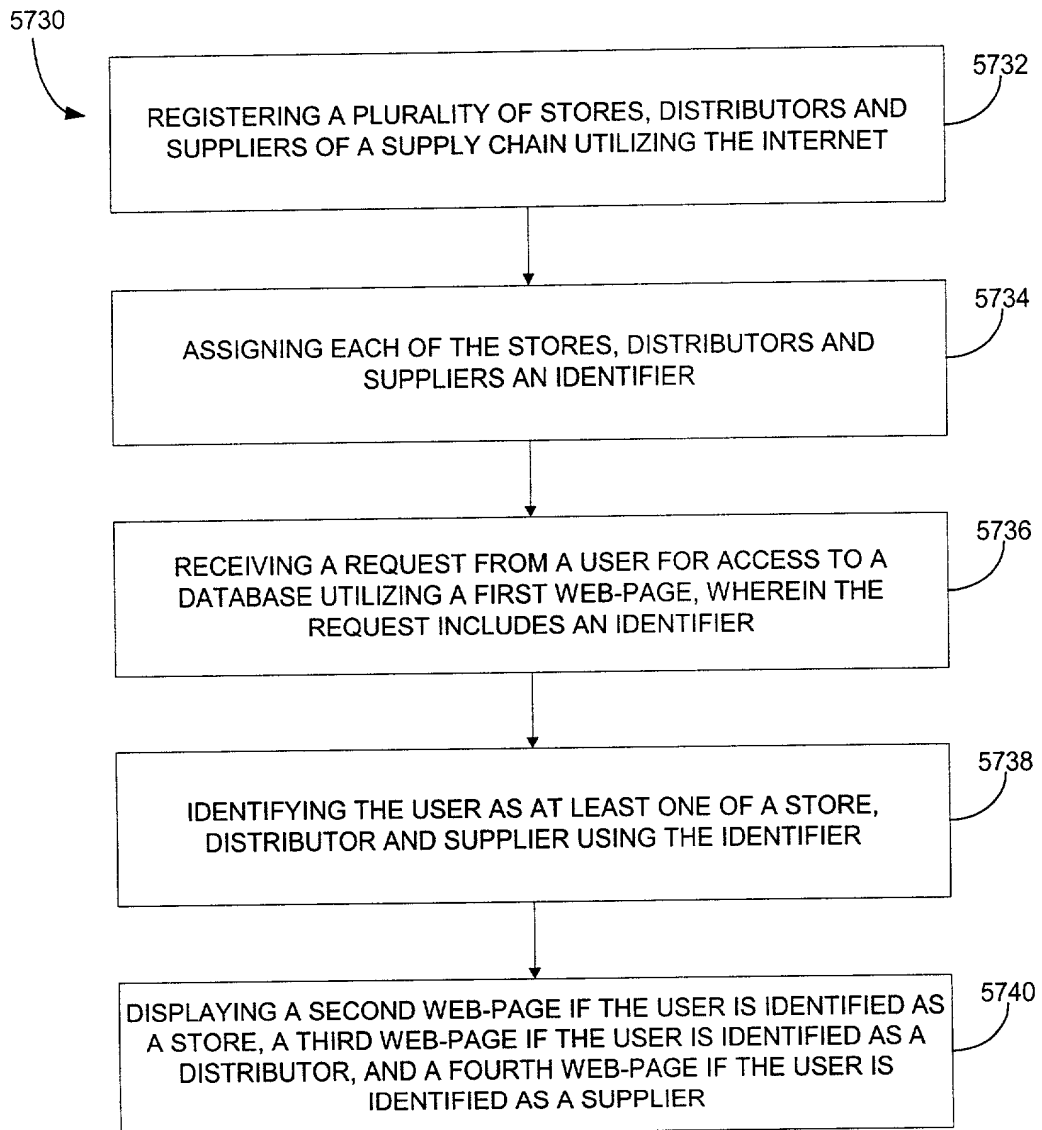 5730
5732
REGISTERING A PLURALITY OF STORES, DISTRIBUTORS AND
SUPPLIERS OF A SUPPLY CHAIN UTILIZING THE INTERNET
5734
ASSIGNING EACH OF THE STORES, DISTRIBUTORS AND
SUPPLIERS AN IDENTIFIER
5736
RECEIVING A REQUEST FROM A USER FOR ACCESS TO A
DATABASE UTILIZING A FIRST WEB-PAGE, WHEREIN THE
REQUEST INCLUDES AN IDENTIFIER
5738
IDENTIFYING THE USER AS AT LEAST ONE OF A STORE,
DISTRIBUTOR AND SUPPLIER USING THE IDENTIFIER
5740
DISPLAYING A SECOND WEB-PAGE IF THE USER IS IDENTIFIED AS
A STORE, A THIRD WEB-PAGE IF THE USER IS IDENTIFIED AS A
DISTRIBUTOR, AND A FOURTH WEB-PAGE IF THE USER IS
IDENTIFIED AS A SUPPLIER